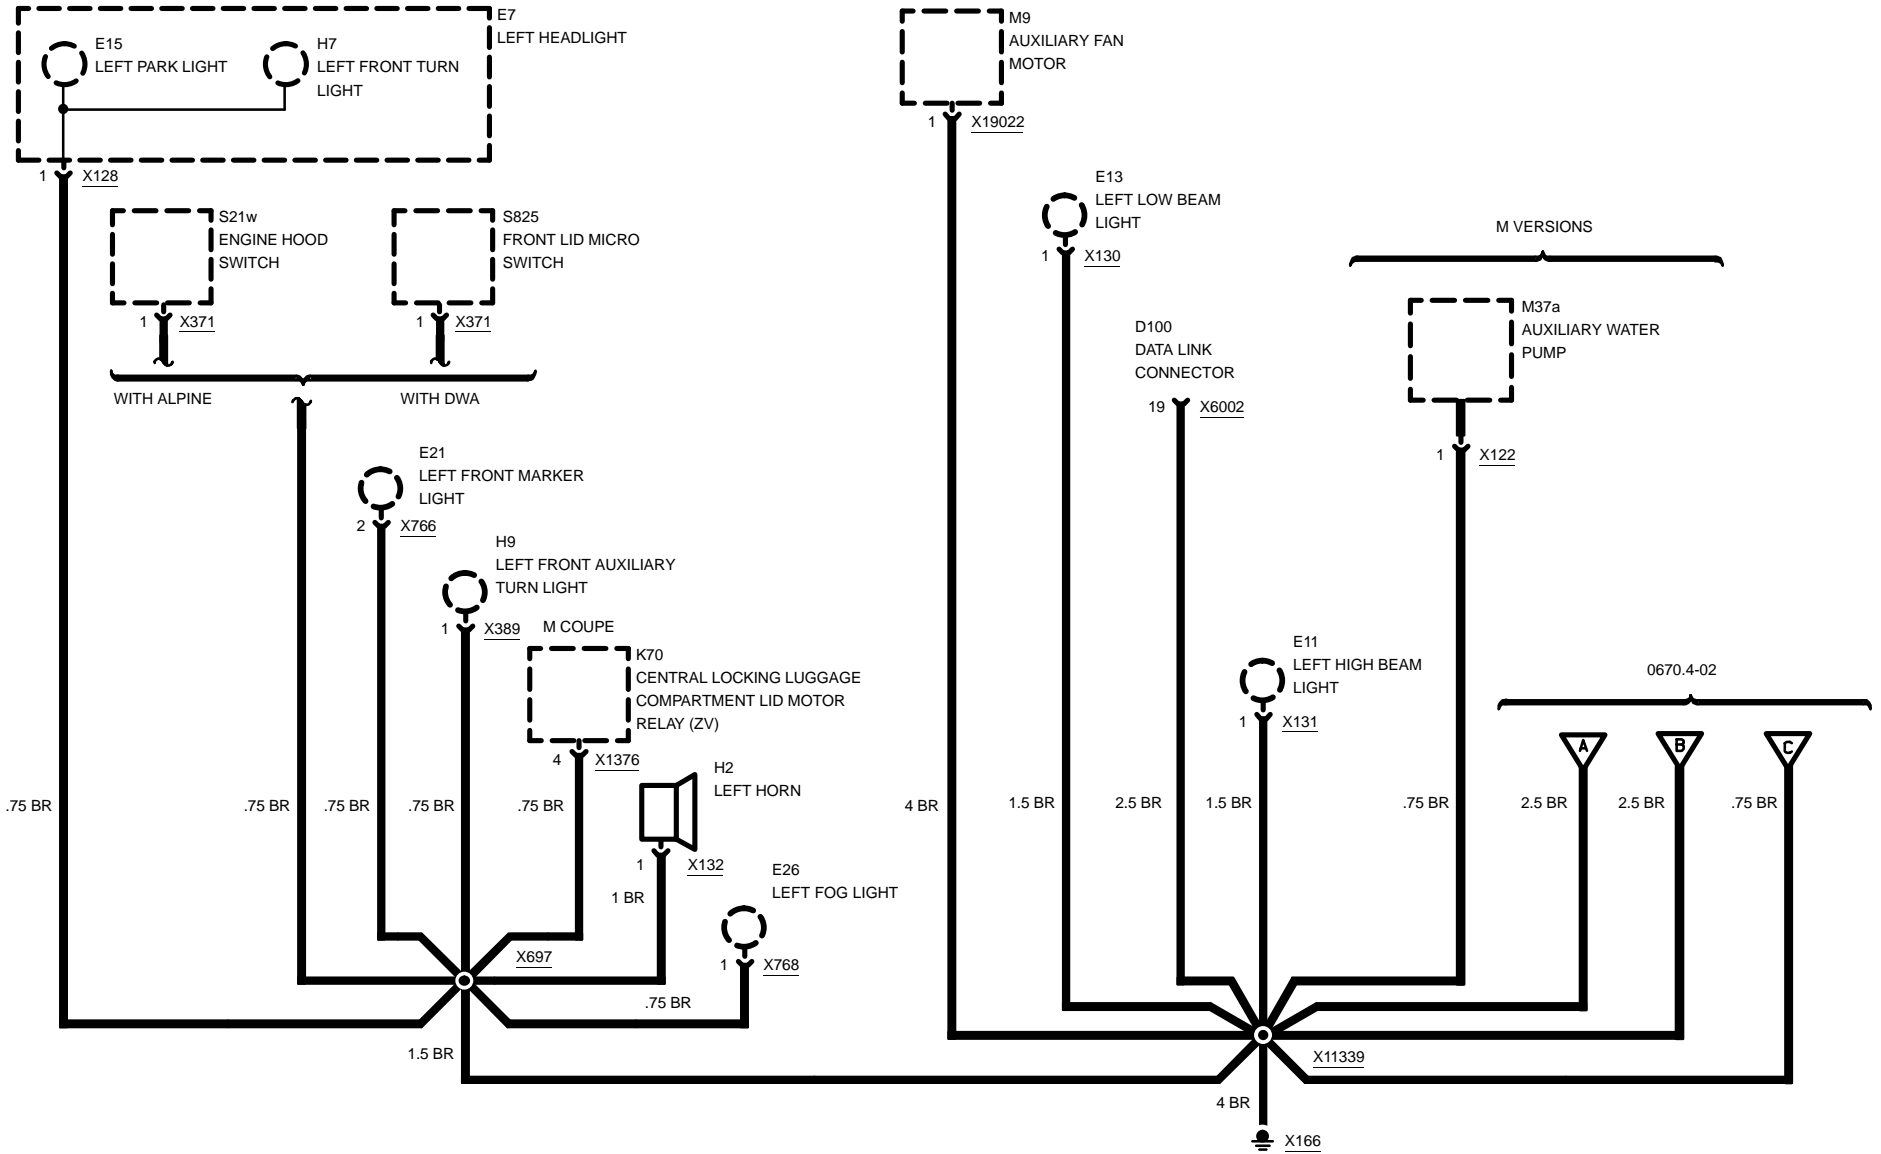 E7
LEFT HEADLIGHT
E15
LEFT PARK LIGHT
H7
LEFT FRONT TURN
LIGHT
1 X128
M9
AUXILIARY FAN
MOTOR
1 X19022
S21w
ENGINE HOOD
SWITCH
1 X371
S825
FRONT LID MICRO
SWITCH
1 X371
WITH ALPINE
WITH DWA
E13
LEFT LOW BEAM
LIGHT
1 X130
M VERSIONS
M37a
AUXILIARY WATER
PUMP
1 X122
D100
DATA LINK
CONNECTOR
19 X6002
E21
LEFT FRONT MARKER
LIGHT
2 X766
H9
LEFT FRONT AUXILIARY
TURN LIGHT
1 X389
M COUPE
K70
CENTRAL LOCKING LUGGAGE
COMPARTMENT LID MOTOR
RELAY (ZV)
4 X1376
E11
LEFT HIGH BEAM
LIGHT
1 X131
0670.4-02
A
B
C
H2
LEFT HORN
1 X132
.75 BR
.75 BR
.75 BR
.75 BR
.75 BR
4 BR
1.5 BR
2.5 BR
1.5 BR
.75 BR
2.5 BR
2.5 BR
.75 BR
1 BR
E26
LEFT FOG LIGHT
1 X768
X697
.75 BR
1.5 BR
X11339
4 BR
X166